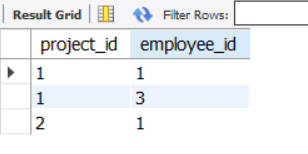 Result Grid Filter Rows:
project_id employee_id
1 1
1 3
2 1